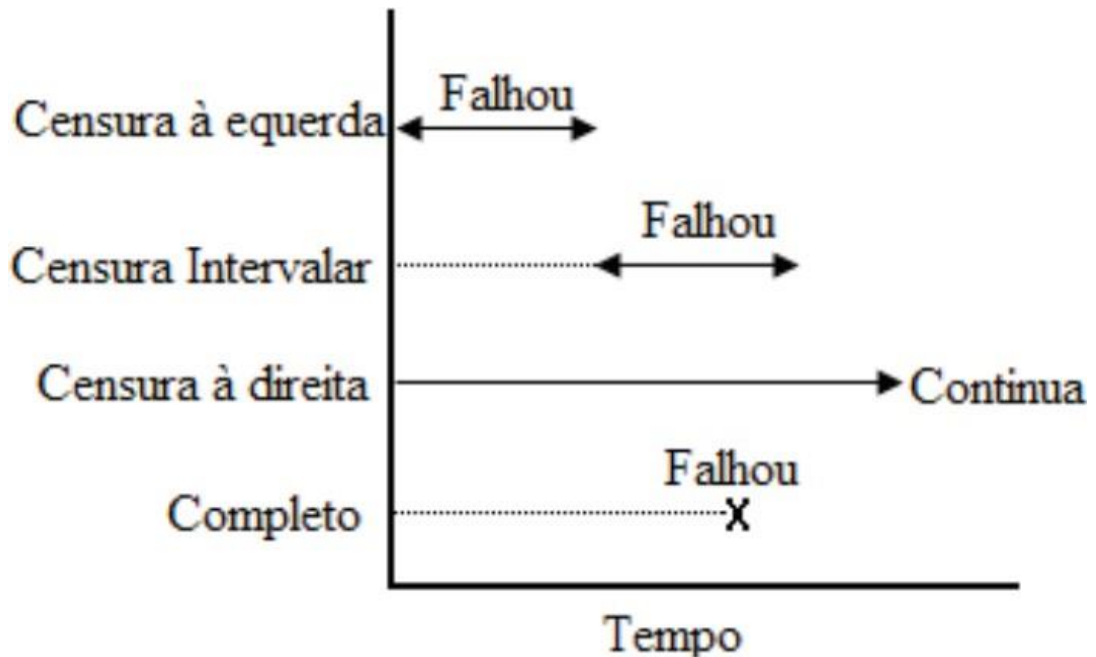 Falhou
Censura à equerda
Falhou
Censura Intervalar
Censura à direita
Continua
Falhou
Completo
X
Tempo